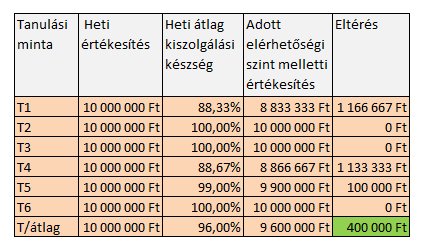 Tanulási minta Heti értékesítés Heti átlag kiszolgálási készség Adott elérhetőségi szint melletti értékesítés Eltérés
T1 10 000 000 Ft 88,33% 8 833 333 Ft 1 166 667 Ft
T2 10 000 000 Ft 100,00% 10 000 000 Ft 0 Ft
T3 10 000 000 Ft 100,00% 10 000 000 Ft 0 Ft
T4 10 000 000 Ft 88,67% 8 866 667 Ft 1 133 333 Ft
T5 10 000 000 Ft 99,00% 9 900 000 Ft 100 000 Ft
T6 10 000 000 Ft 100,00% 10 000 000 Ft 0 Ft
T/átlag 10 000 000 Ft 96,00% 9 600 000 Ft 400 000 Ft